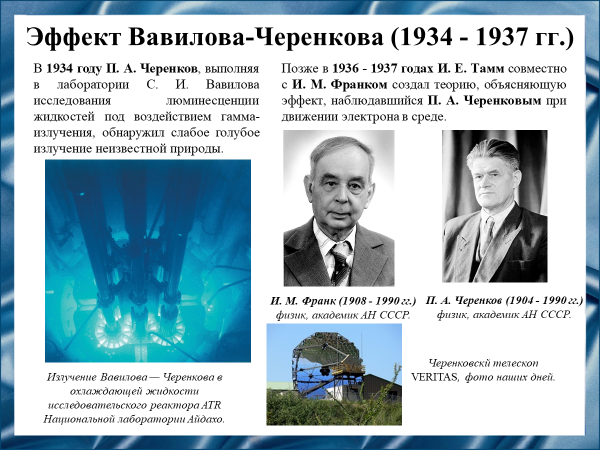 Эффект Вавилова-Черенкова (1934 - 1937 гг.)
В 1934 году П. А. Черенков, выполняя
в лаборатории С. И. Вавилова
исследования люминесценции
жидкостей под воздействием гамма-
излучения, обнаружил слабое голубое
излучение неизвестной природы.
Позже в 1936 - 1937 годах И. Е. Тамм совместно
с И. М. Франком создал теорию, объясняющую
эффект, наблюдавшийся П. А. Черенковым при
движении электрона в среде.
И. М. Франк (1908 - 1990 гг.)
физик, академик АН СССР.
П. А. Черенков (1904 - 1990 гг.)
физик, академик АН СССР.
Излучение Вавилова — Черенкова в
охлаждающей жидкости
исследовательского реактора ATR
Национальной лаборатории Айдахо.
Черенковскй телескоп
VERITAS, фото наших дней.